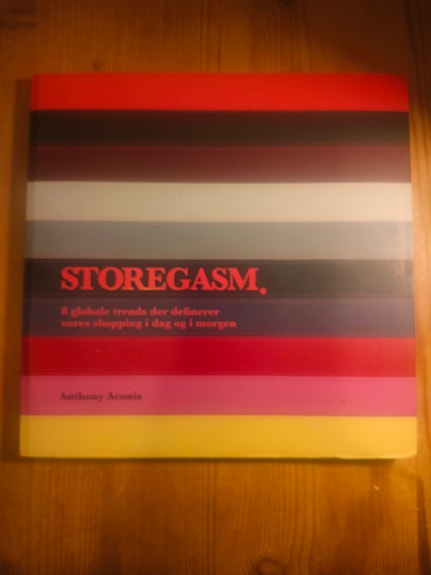 STOREGASM.
8 globale trends der definerer
vores shopping i dag og i morgen
Anthony Aconis